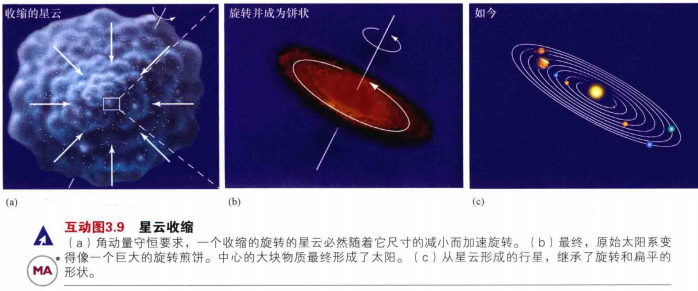 收缩的星云
旋转并成为饼状
如今
(a)
(b)
(c)
互动图3.9 星云收缩
(a)角动量守恒要求，一个收缩的旋转的星云必然随着它尺寸的减小而加速旋转。(b)最终，原始太阳系变
得像一个巨大的旋转煎饼。中心的大块物质最终形成了太阳。(c)从星云形成的行星，继承了旋转和扁平的
形状。
MA